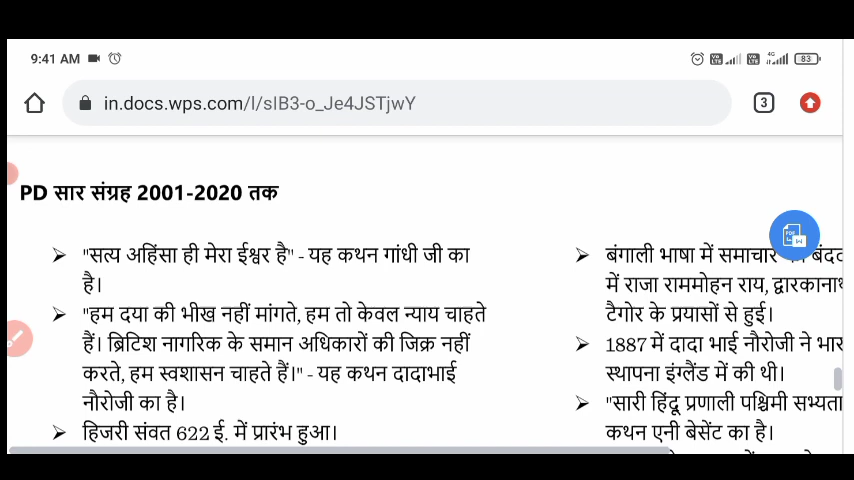 9:41 AM
4G
83
in.docs.wps.com/l/sIB3-o_Je4JSTjwY
3
PD सार संग्रह 2001-2020 तक
➤ "सत्य अहिंसा ही मेरा ईश्वर है" - यह कथन गांधी जी का
है।
➤ "हम दया की भीख नहीं मांगते, हम तो केवल न्याय चाहते
हैं। ब्रिटिश नागरिक के समान अधिकारों की जिक्र नहीं
करते, हम स्वशासन चाहते हैं।" - यह कथन दादाभाई
नौरोजी का है।
➤ हिजरी संवत 622 ई. में प्रारंभ हुआ।
➤ बंगाली भाषा में समाचार
में राजा राममोहन राय,
टैगोर के प्रयासों से हुई।
➤ 1887 में दादा भाई नौरोजी ने
स्थापना इंग्लैंड में की थी।
➤ "सारी हिंदू प्रणाली पश्चिमी सभ्यता
कथन एनी बेसेंट का है।